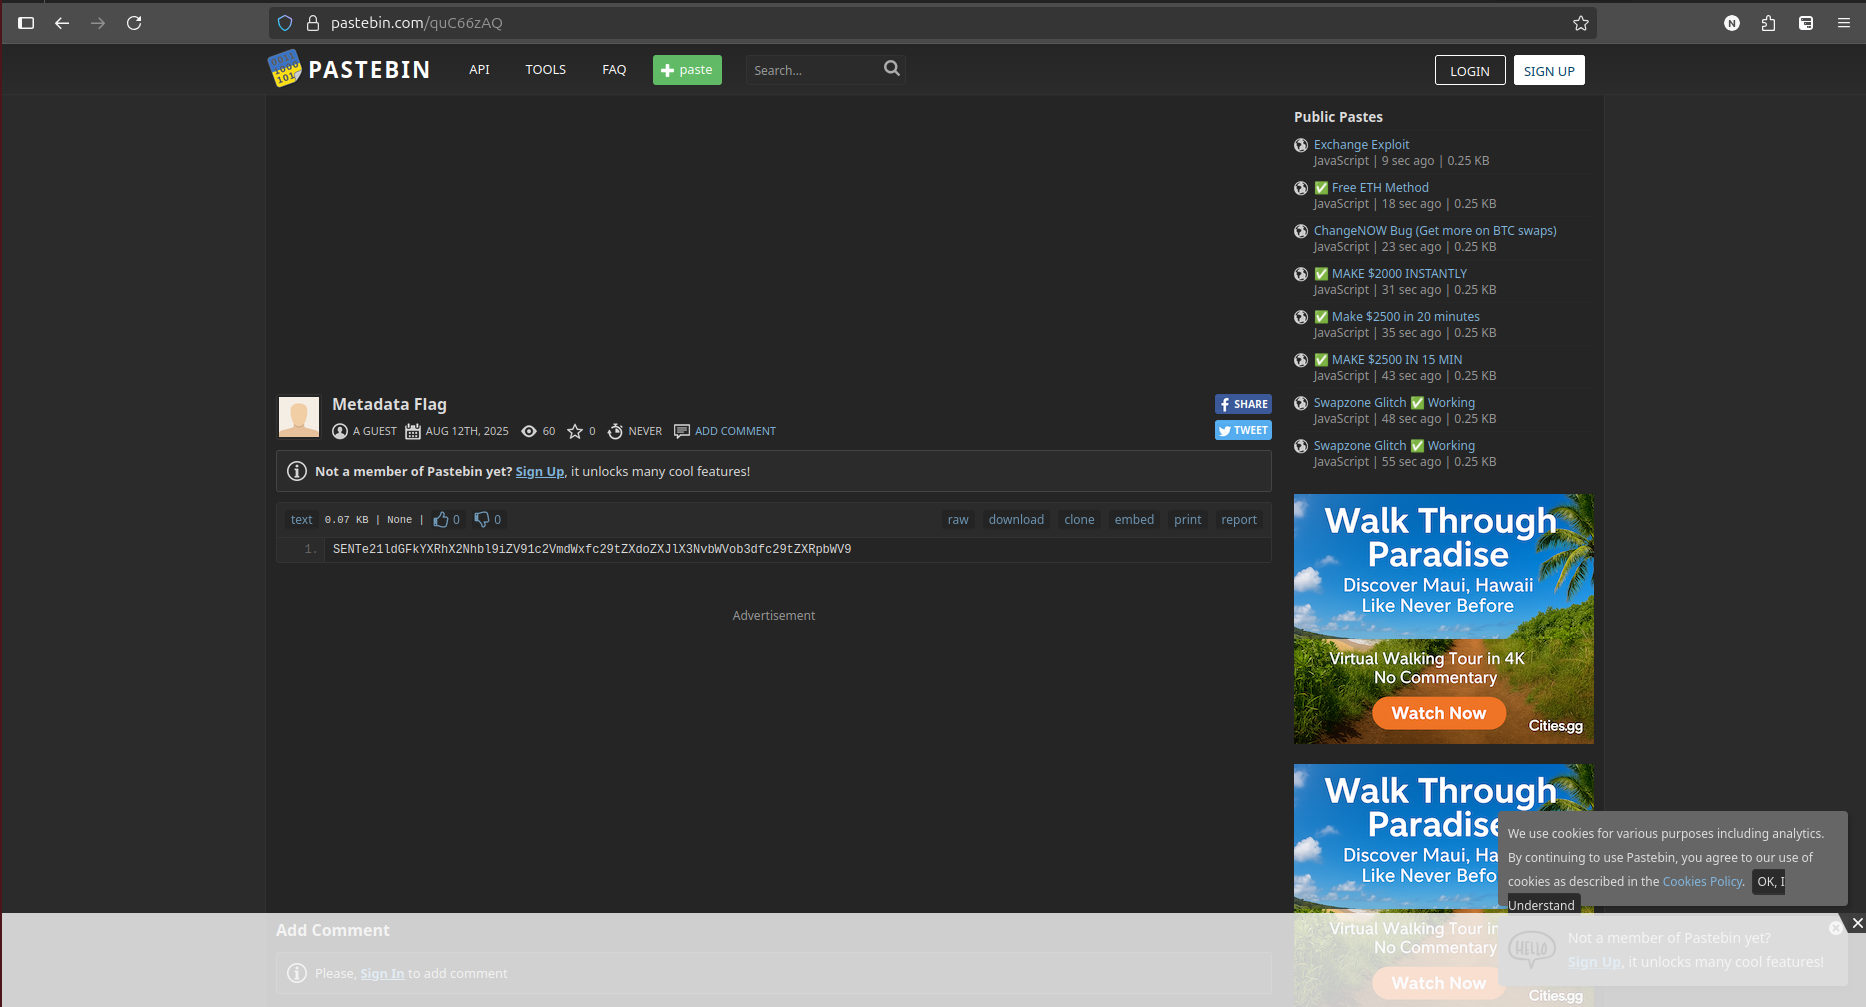 pastebin.com/quC66zAQ
N
PASTEBIN
API
TOOLS
FAQ
paste
Search...
LOGIN
SIGN UP
Metadata Flag
A GUEST
AUG 12TH, 2025
60
0
NEVER
ADD COMMENT
SHARE
TWEET
Not a member of Pastebin yet? Sign Up, it unlocks many cool features!
text 0.07 KB | None | 0 0
raw
download
clone
embed
print
report
1. SENTe21ldGFkYXRhX2Nhbl9iZV91c2VmdWxfc29tZXdoZXJlX3NvbWVob3dfc29tZXRpbWV9
Advertisement
Add Comment
Please, Sign In to add comment
Public Pastes
Exchange Exploit
JavaScript | 9 sec ago | 0.25 KB
✅ Free ETH Method
JavaScript | 18 sec ago | 0.25 KB
ChangeNOW Bug (Get more on BTC swaps)
JavaScript | 23 sec ago | 0.25 KB
✅ MAKE $2000 INSTANTLY
JavaScript | 31 sec ago | 0.25 KB
✅ Make $2500 in 20 minutes
JavaScript | 35 sec ago | 0.25 KB
✅ MAKE $2500 IN 15 MIN
JavaScript | 43 sec ago | 0.25 KB
Swapzone Glitch ✅ Working
JavaScript | 48 sec ago | 0.25 KB
Swapzone Glitch ✅ Working
JavaScript | 55 sec ago | 0.25 KB
Walk Through
Paradise
Discover Maui, Hawaii
Like Never Before
Virtual Walking Tour in 4K
No Commentary
Watch Now
Cities.gg
Walk Through
Paradise
Discover Maui, Ha
Like Never Befo
Virtual Walking Tour in
No Commentary
Watch Now
Cities.gg
We use cookies for various purposes including analytics.
By continuing to use Pastebin, you agree to our use of
cookies as described in the Cookies Policy. OK, I
Understand
HELLO
Not a member of Pastebin yet?
Sign Up, it unlocks many cool features!